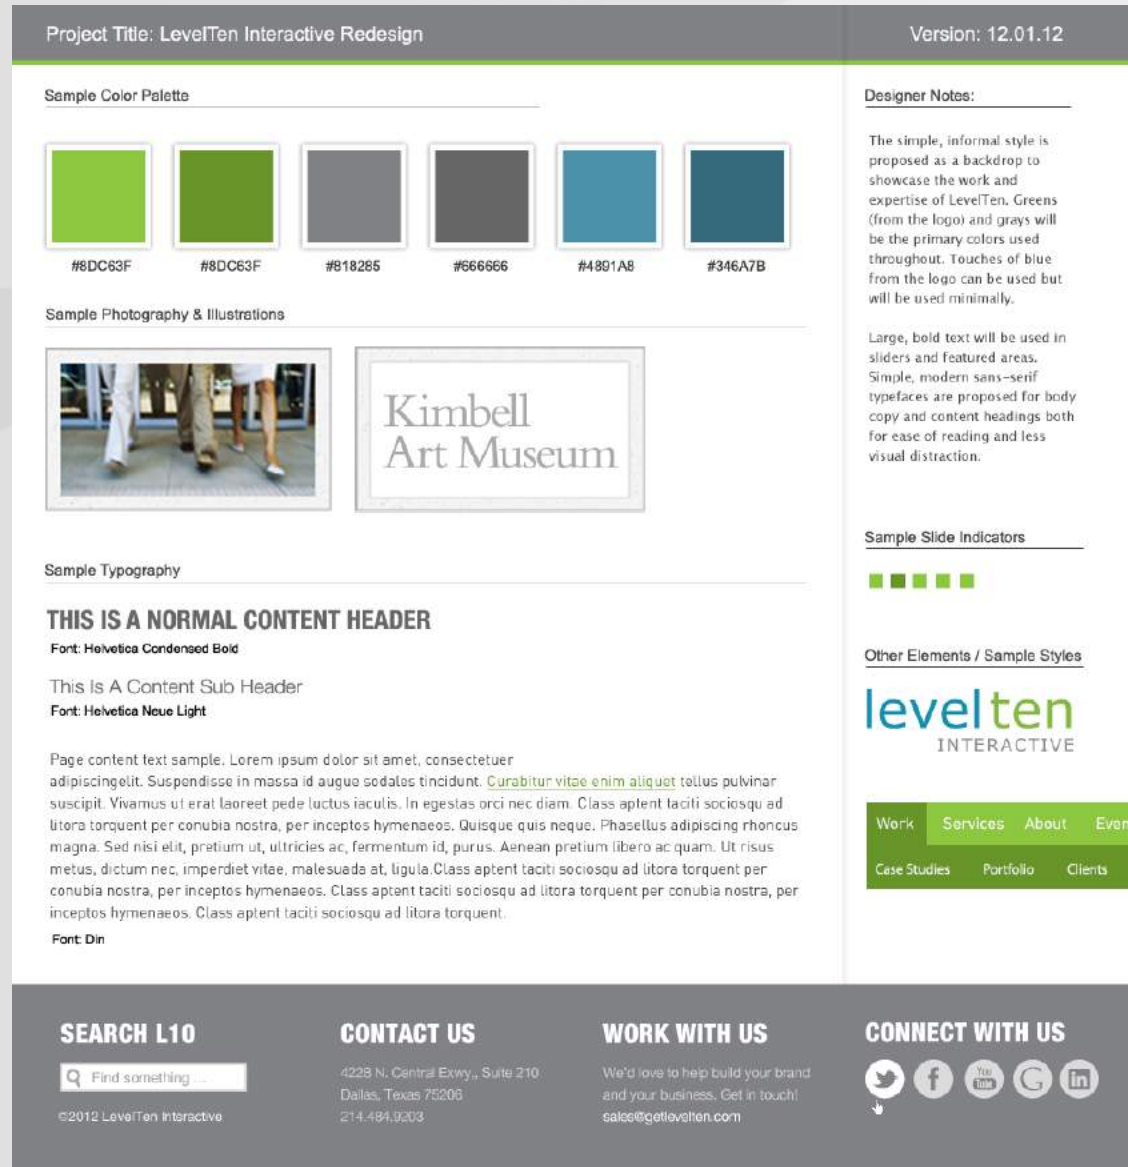 Project Title: LevelTen Interactive Redesign
Version: 12.01.12
Sample Color Palette
#8DC63F
#8DC63F
#818285
#666666
#4891A8
#346A7B
Sample Photography & Illustrations
Kimbell
Art Museum
Sample Typography
THIS IS A NORMAL CONTENT HEADER
Font: Helvetica Condensed Bold
This Is A Content Sub Header
Font: Helvetica Neue Light
Page content text sample. Lorem ipsum dolor sit amet, consectetuer
adipiscingelit. Suspendisse in massa id augue sodales tincidunt. Curabitur vitae enim aliquet tellus pulvinar
suscipit. Vivamus ut erat laoreet pede luctus iaculis. In egestas orci nec diam. Class aptent taciti sociosqu ad
litora torquent per conubia nostra, per inceptos hymenaeos. Quisque quis neque. Phasellus adipiscing rhoncus
magna. Sed nisi elit, pretium ut, ultricies ac, fermentum id, purus. Aenean pretium libero ac quam. Ut risus
metus, dictum nec, imperdiet vitae, malesuada at, ligula.Class aptent taciti sociosqu ad litora torquent per
conubia nostra, per inceptos hymenaeos. Class aptent taciti sociosqu ad litora torquent per conubia nostra, per
inceptos hymenaeos. Class aptent taciti sociosqu ad litora torquent.
Font: Din
Designer Notes:
The simple, informal style is
proposed as a backdrop to
showcase the work and
expertise of LevelTen. Greens
(from the logo) and grays will
be the primary colors used
throughout. Touches of blue
from the logo can be used but
will be used minimally.
Large, bold text will be used in
sliders and featured areas.
Simple, modern sans-serif
typefaces are proposed for body
copy and content headings both
for ease of reading and less
visual distraction.
Sample Slide Indicators
Other Elements / Sample Styles
levelten
INTERACTIVE
Work Services About Even
Case Studies Portfolio Clients
SEARCH L10
Find something ...
©2012 LevelTen Interactive
CONTACT US
4228 N. Central Exwy., Suite 210
Dallas, Texas 75206
214.484.9203
WORK WITH US
We'd love to help build your brand
and your business. Get in touch!
sales@getlevelten.com
CONNECT WITH US
f
You
Tube
G
in